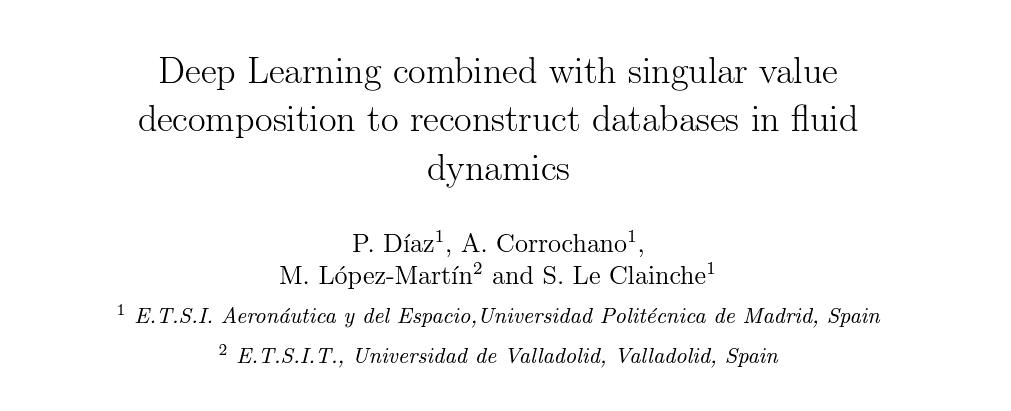 Deep Learning combined with singular value
decomposition to reconstruct databases in fluid
dynamics
P. Díaz¹, A. Corrochano¹,
M. López-Martín² and S. Le Clainche¹
¹ E.T.S.I. Aeronáutica y del Espacio,Universidad Politécnica de Madrid, Spain
² E.T.S.I.T., Universidad de Valladolid, Valladolid, Spain